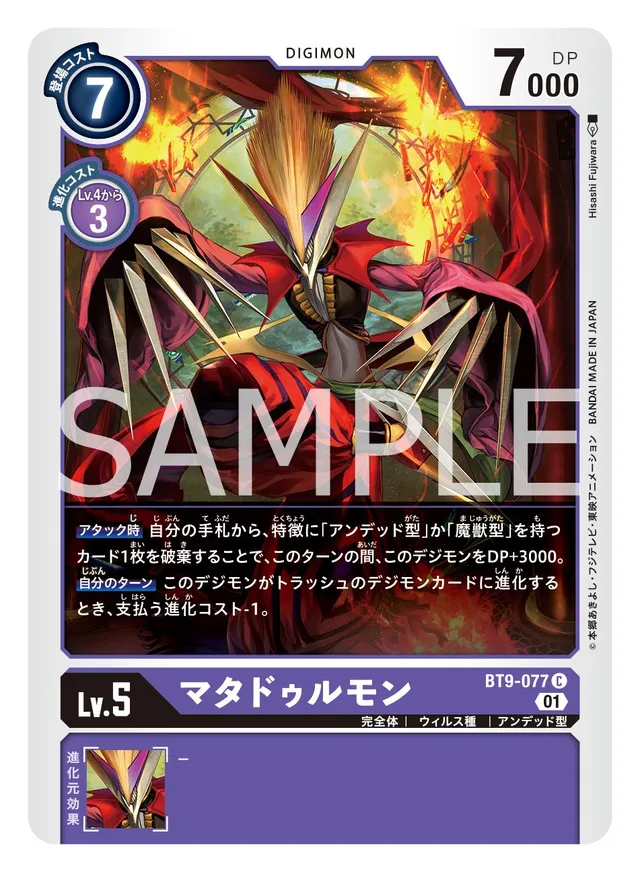 DIGIMON
登場コスト
7
7000
DP
進化コスト
Lv.4から
3
Hisashi Fujiwara
SAMPLE
アタック時 自分の手札から、特徴に「アンデッド型」か「魔獣型」を持つ
カード1枚を破棄することで、このターンの間、このデジモンをDP+3000。
自分のターン このデジモンがトラッシュのデジモンカードに進化する
とき、支払う進化コスト-1。
© 本郷あきよし・フジテレビ・東映アニメーション BANDAI MADE IN JAPAN
Lv.5
マタドゥルモン
BT9-077 C
01
完全体 | ウィルス種 | アンデッド型
進化元効果
—